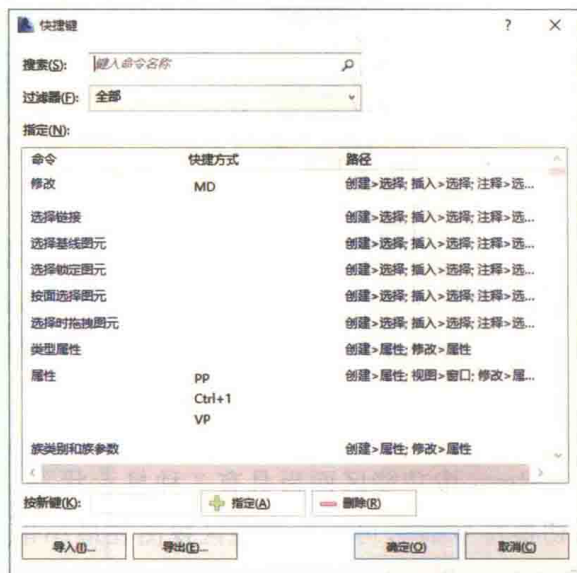 快捷键 ? ×
搜索(S): 键入命令名称
过滤器(F): 全部
指定(N):
命令 快捷方式 路径
修改 MD 创建>选择; 插入>选择; 注释>选...
选择链接 创建>选择; 插入>选择; 注释>选...
选择基线图元 创建>选择; 插入>选择; 注释>选...
选择锁定图元 创建>选择; 插入>选择; 注释>选...
按面选择图元 创建>选择; 插入>选择; 注释>选...
选择时拖拽图元 创建>选择; 插入>选择; 注释>选...
类型属性 创建>属性; 修改>属性
属性 PP 创建>属性; 视图>窗口; 修改>属...
Ctrl+1
VP
族类别和族参数 创建>属性; 修改>属性
按新键(K): 指定(A) 删除(R)
导入(I)... 导出(E)... 确定(O) 取消(C)